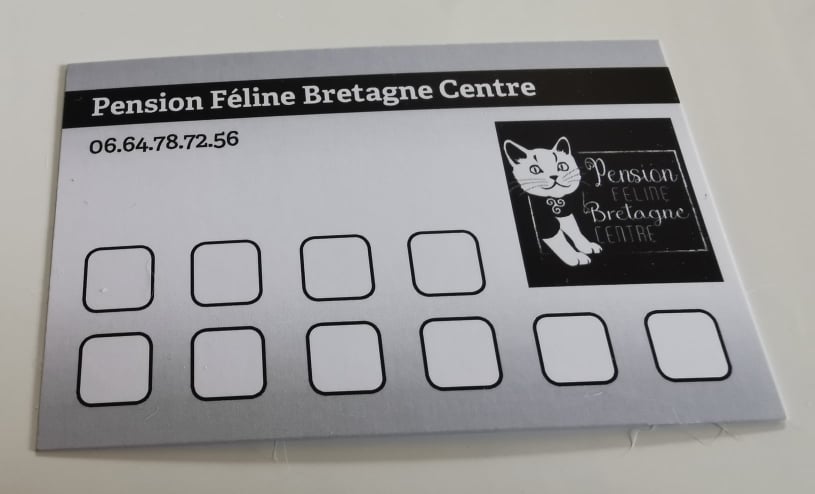 Pension Féline Bretagne Centre
06.64.78.72.56
Pension
FÉLINE
Bretagne
CENTRE